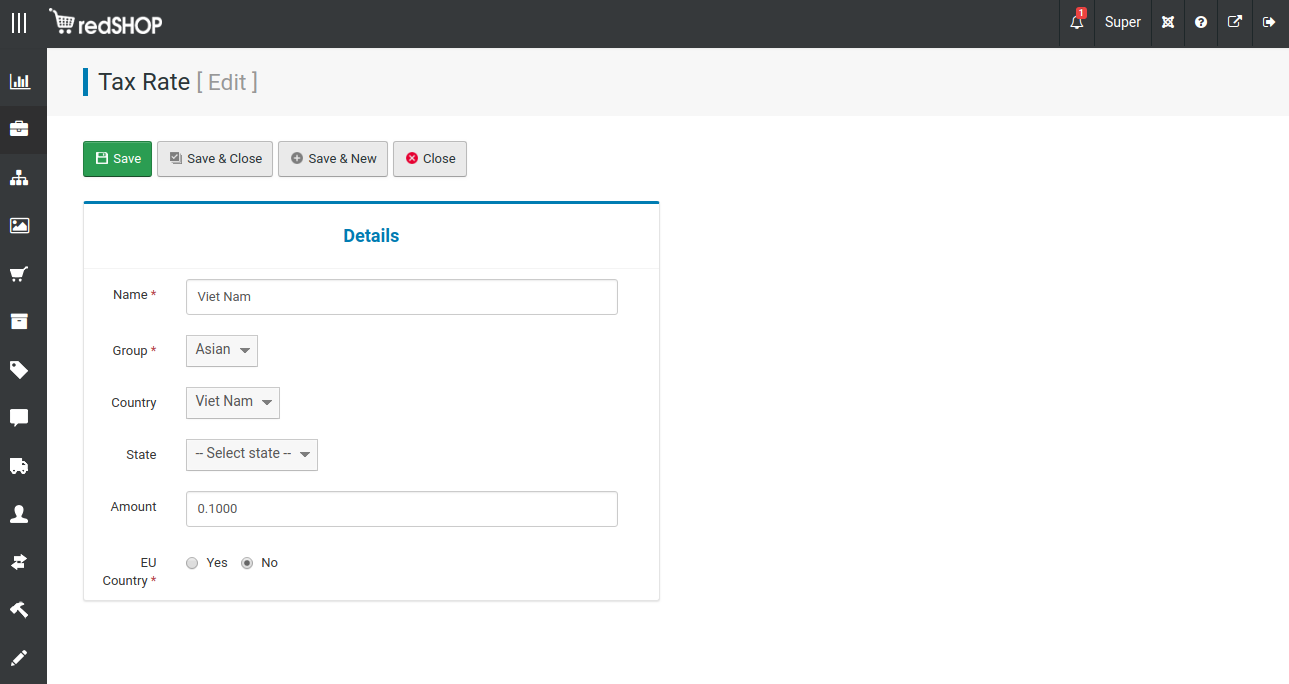 redSHOP
1
Super
Tax Rate [ Edit ]
Save
Save & Close
Save & New
Close
Details
Name *
Viet Nam
Group *
Asian
Country
Viet Nam
State
-- Select state --
Amount
0.1000
EU
Country *
Yes
No